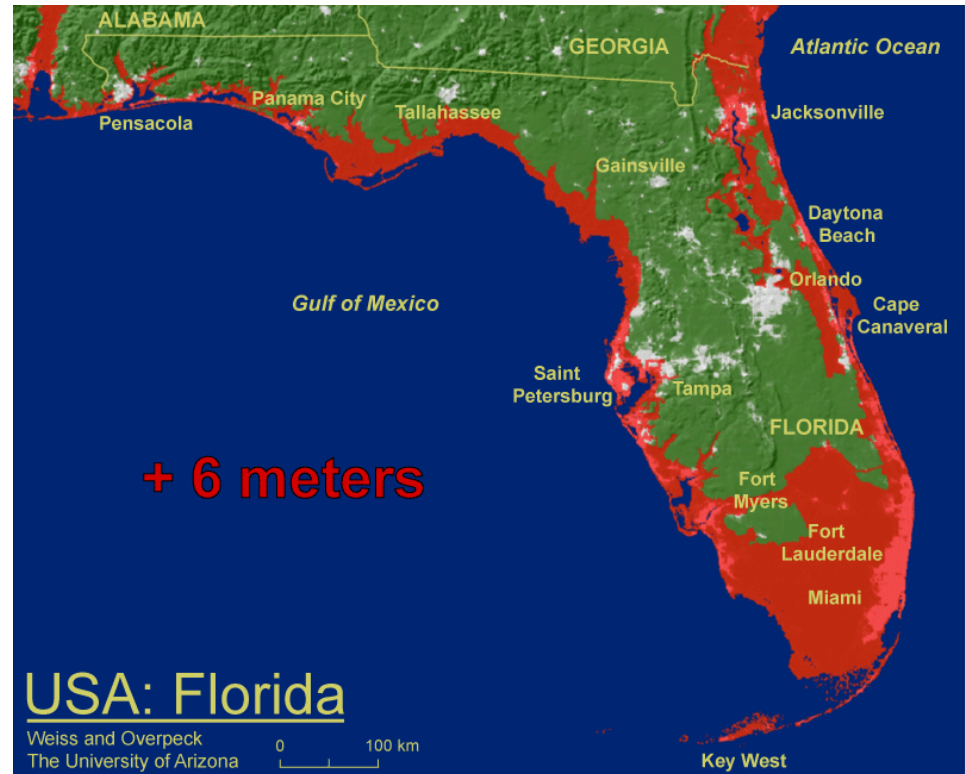 ALABAMA
GEORGIA
Atlantic Ocean
Pensacola
Panama City
Tallahassee
Jacksonville
Gainsville
Daytona
Beach
Orlando
Gulf of Mexico
Cape
Canaveral
Saint
Petersburg
Tampa
FLORIDA
+ 6 meters
Fort
Myers
Fort
Lauderdale
Miami
USA: Florida
Weiss and Overpeck
The University of Arizona
0 100 km
Key West